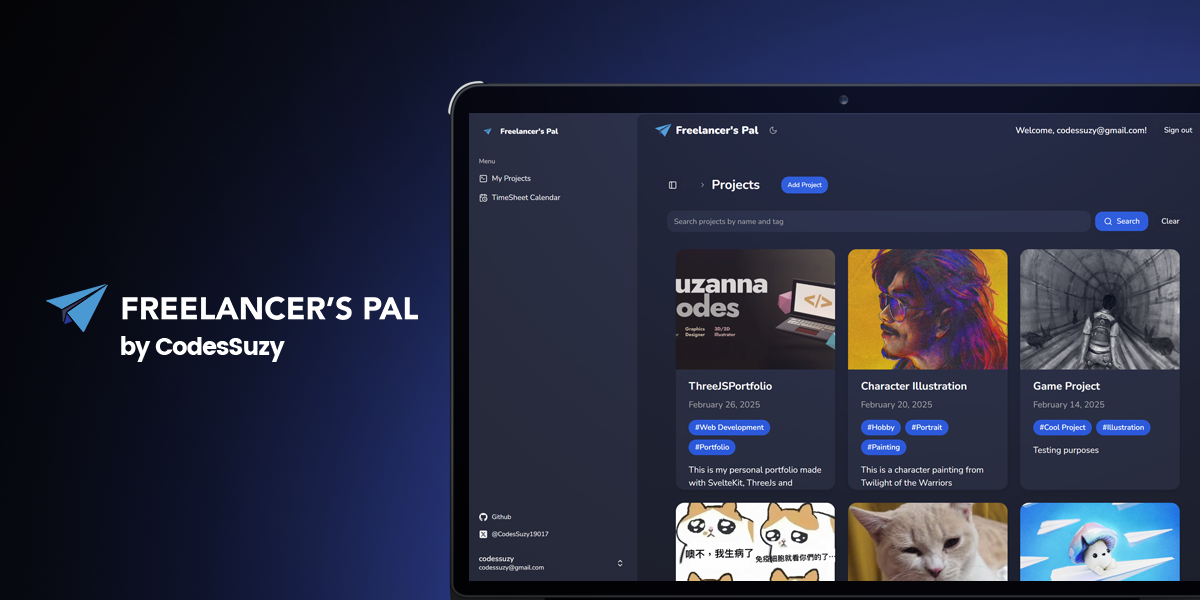 FREELANCER'S PAL
by CodesSuzy
Freelancer's Pal
Menu
My Projects
TimeSheet Calendar
Github
@CodesSuzy19017
codessuzy
codessuzy@gmail.com
Freelancer's Pal
Welcome, codessuzy@gmail.com!
Sign out
Projects
Add Project
Search projects by name and tag
Search
Clear
uzanna
odes
Graphics
Designer
3D/2D
Illustrator
</>
ThreeJSPortfolio
February 26, 2025
#Web Development
#Portfolio
This is my personal portfolio made
with SvelteKit, ThreeJs and
Character Illustration
February 20, 2025
#Hobby
#Portrait
#Painting
This is a character painting from
Twilight of the Warriors
Game Project
February 14, 2025
#Cool Project
#Illustration
Testing purposes
噢不，我生病了
免疫細胞就看你們的了…